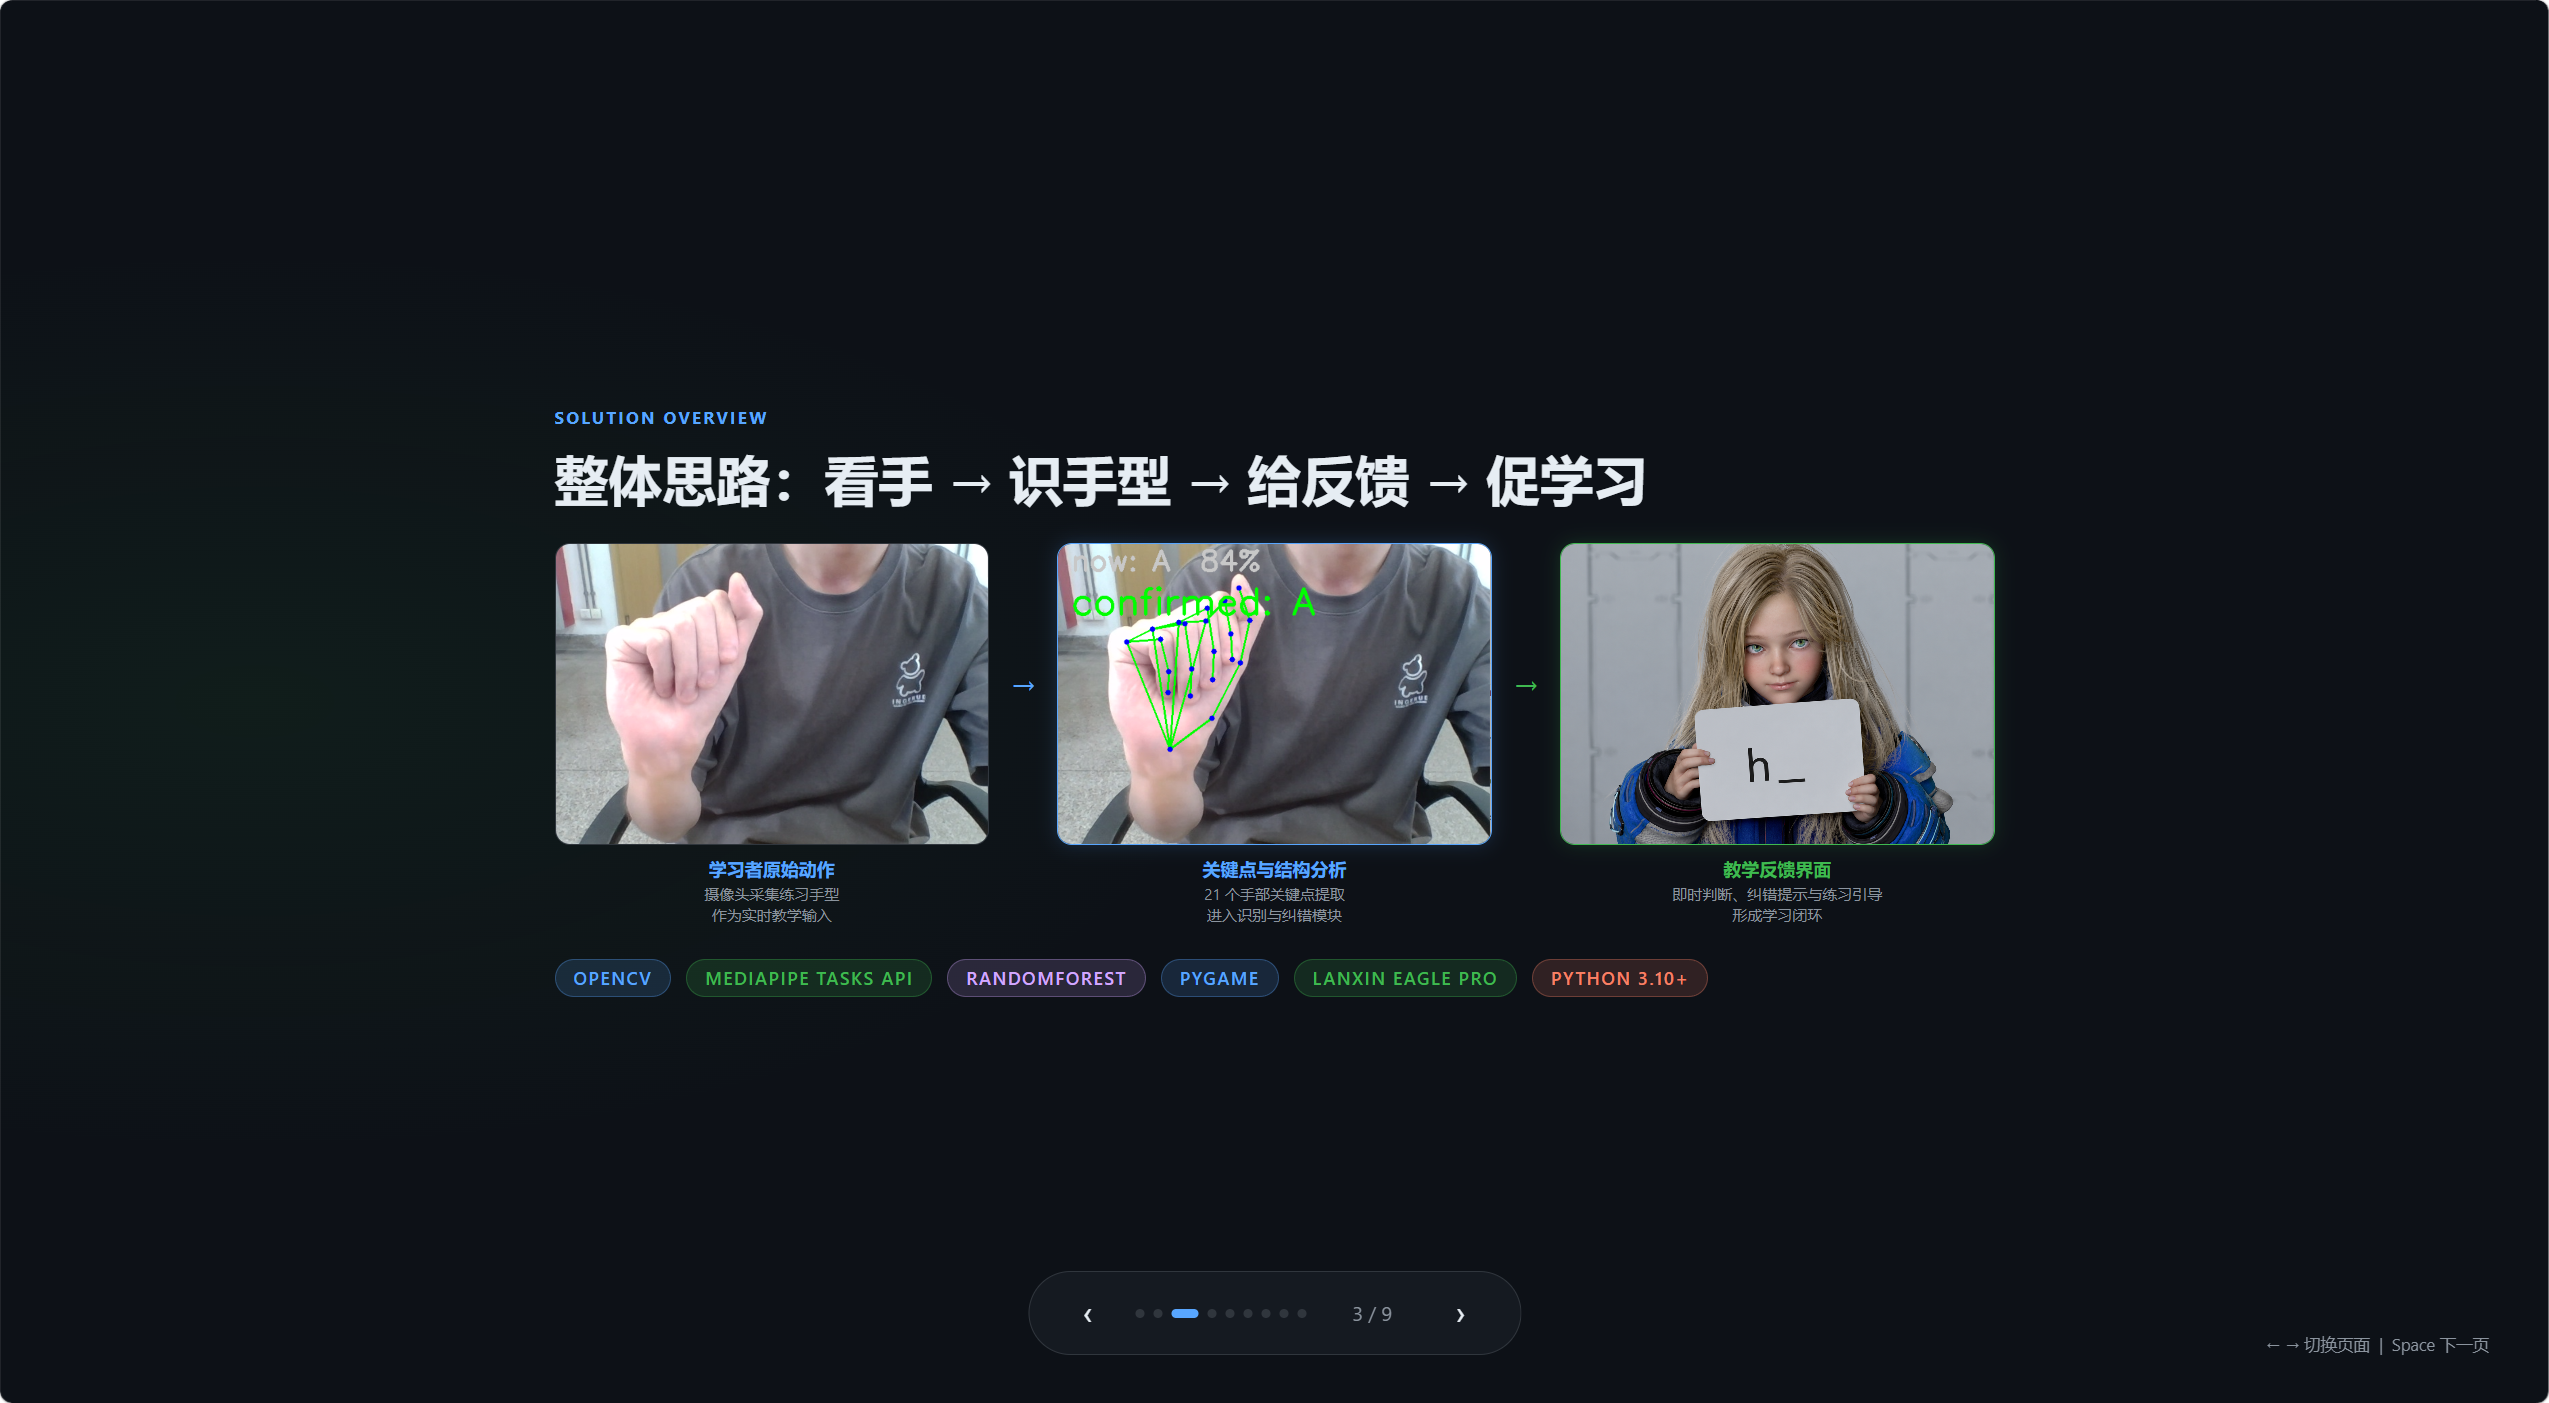 SOLUTION OVERVIEW
整体思路：看手 → 识手型 → 给反馈 → 促学习
now: A 84%
confirmed: A
h_
→
→
学习者原始动作
摄像头采集练习手型
作为实时教学输入
关键点与结构分析
21 个手部关键点提取
进入识别与纠错模块
教学反馈界面
即时判断、纠错提示与练习引导
形成学习闭环
OPENCV
MEDIAPIPE TASKS API
RANDOMFOREST
PYGAME
LANXIN EAGLE PRO
PYTHON 3.10+
‹
3 / 9
›
← → 切换页面 | Space 下一页